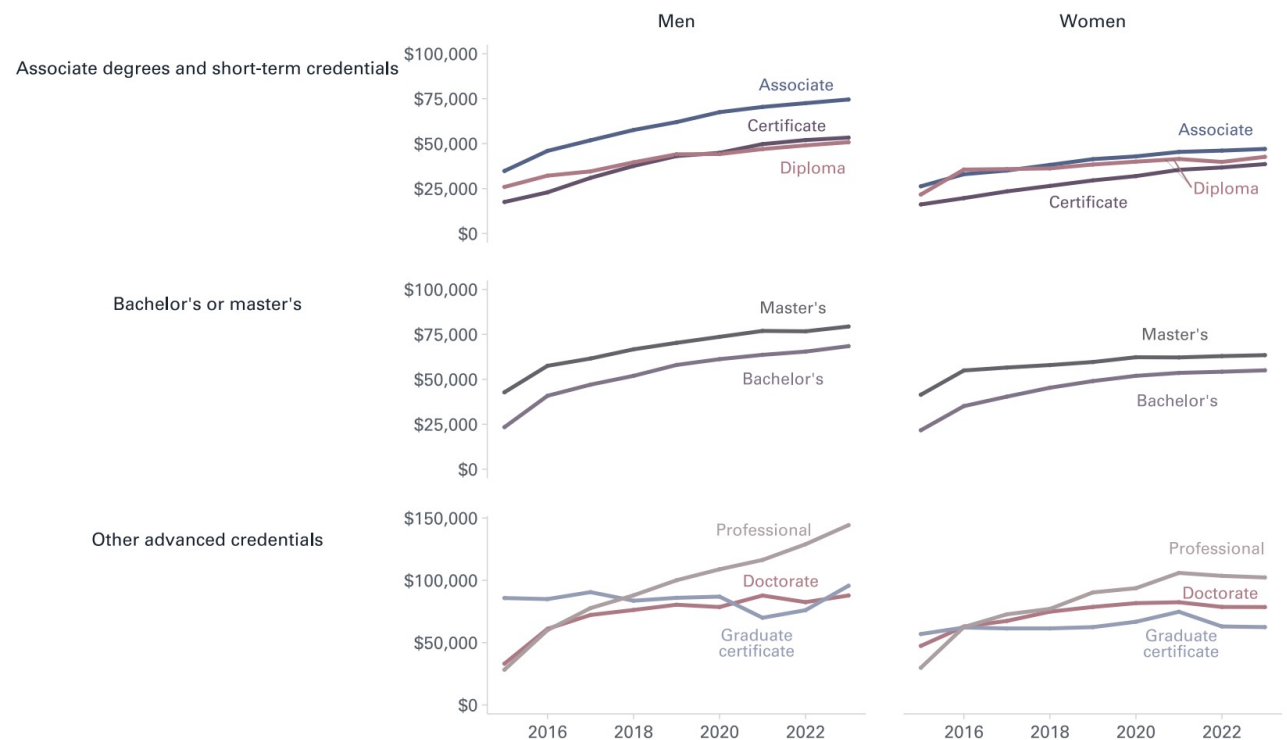 Men
Women
Associate degrees and short-term credentials
$100,000
$75,000
$50,000
$25,000
$0
Associate
Certificate
Diploma
Associate
Diploma
Certificate
Bachelor's or master's
$100,000
$75,000
$50,000
$25,000
$0
Master's
Bachelor's
Master's
Bachelor's
Other advanced credentials
$150,000
$100,000
$50,000
$0
Professional
Doctorate
Graduate
certificate
Professional
Doctorate
Graduate
certificate
2016
2018
2020
2022
2016
2018
2020
2022